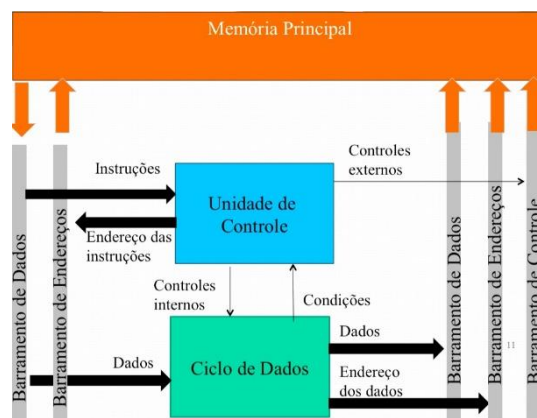 Memória Principal
Instruções
Controles
externos
Unidade de
Controle
Endereço das
instruções
Controles
internos
Condições
Dados
Ciclo de Dados
Dados
Endereço
dos dados
Barramento de Dados
Barramento de Endereços
Barramento de Dados
Barramento de Endereços
Barramento de Controle
11